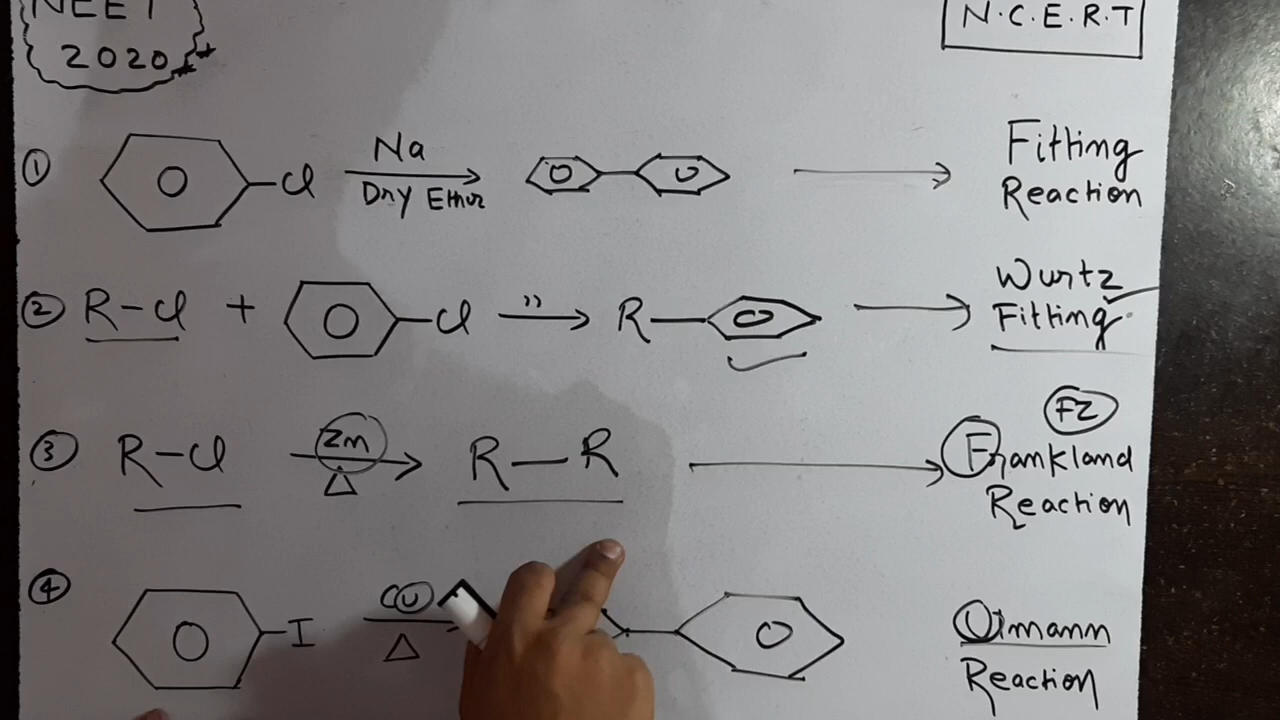 NEET
2020
N.C.E.R.T
① Cl Na Dry Ether Fitting
Reaction
② R-Cl + Cl " R Wurtz
Fitting
FZ
③ R-Cl Zn Δ R-R Frankland
Reaction
④ I Cu Δ Ulmann
Reaction